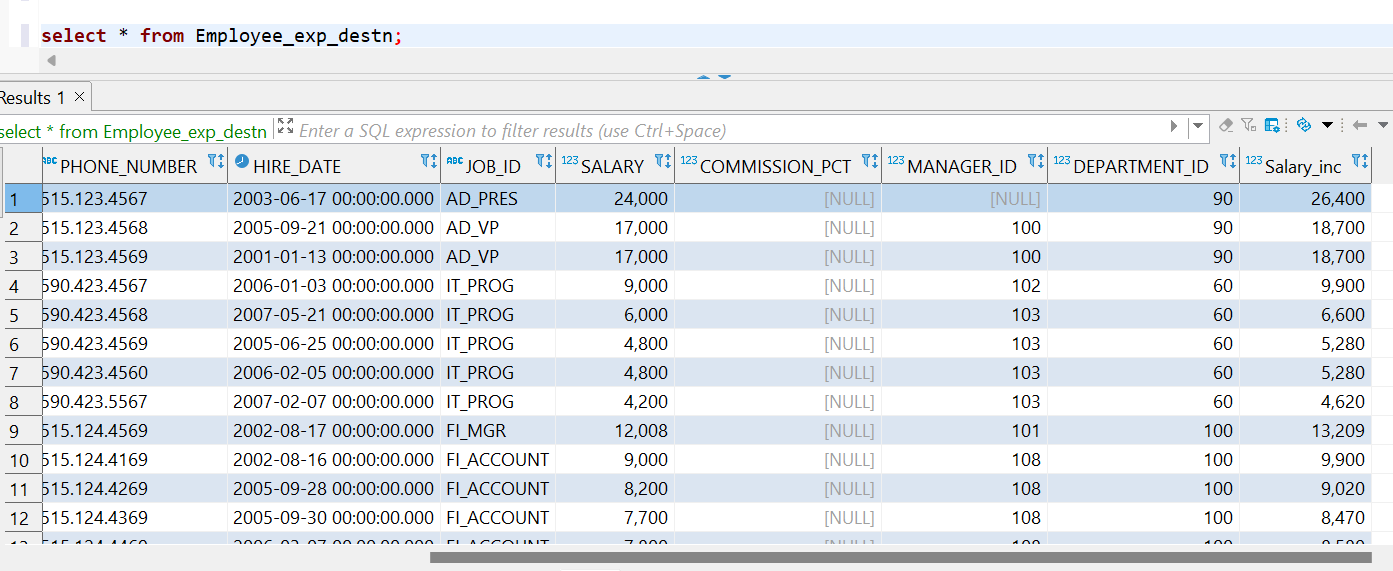 select * from Employee_exp_destn;
Results 1 ×
select * from Employee_exp_destn Enter a SQL expression to filter results (use Ctrl+Space)
ABC PHONE_NUMBER HIRE_DATE ABC JOB_ID 123 SALARY 123 COMMISSION_PCT 123 MANAGER_ID 123 DEPARTMENT_ID 123 Salary_inc
1 515.123.4567 2003-06-17 00:00:00.000 AD_PRES 24,000 [NULL] [NULL] 90 26,400
2 515.123.4568 2005-09-21 00:00:00.000 AD_VP 17,000 [NULL] 100 90 18,700
3 515.123.4569 2001-01-13 00:00:00.000 AD_VP 17,000 [NULL] 100 90 18,700
4 590.423.4567 2006-01-03 00:00:00.000 IT_PROG 9,000 [NULL] 102 60 9,900
5 590.423.4568 2007-05-21 00:00:00.000 IT_PROG 6,000 [NULL] 103 60 6,600
6 590.423.4569 2005-06-25 00:00:00.000 IT_PROG 4,800 [NULL] 103 60 5,280
7 590.423.4560 2006-02-05 00:00:00.000 IT_PROG 4,800 [NULL] 103 60 5,280
8 590.423.5567 2007-02-07 00:00:00.000 IT_PROG 4,200 [NULL] 103 60 4,620
9 515.124.4569 2002-08-17 00:00:00.000 FI_MGR 12,008 [NULL] 101 100 13,209
10 515.124.4169 2002-08-16 00:00:00.000 FI_ACCOUNT 9,000 [NULL] 108 100 9,900
11 515.124.4269 2005-09-28 00:00:00.000 FI_ACCOUNT 8,200 [NULL] 108 100 9,020
12 515.124.4369 2005-09-30 00:00:00.000 FI_ACCOUNT 7,700 [NULL] 108 100 8,470